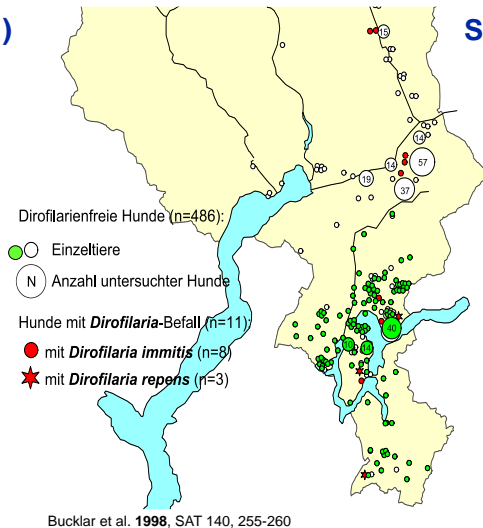 )
S
15
14
57
14
19
37
Dirofilarienfreie Hunde (n=486):
Einzeltiere
N Anzahl untersuchter Hunde
40
14
Hunde mit Dirofilaria-Befall (n=11):
mit Dirofilaria immitis (n=8)
mit Dirofilaria repens (n=3)
Bucklar et al. 1998, SAT 140, 255-260